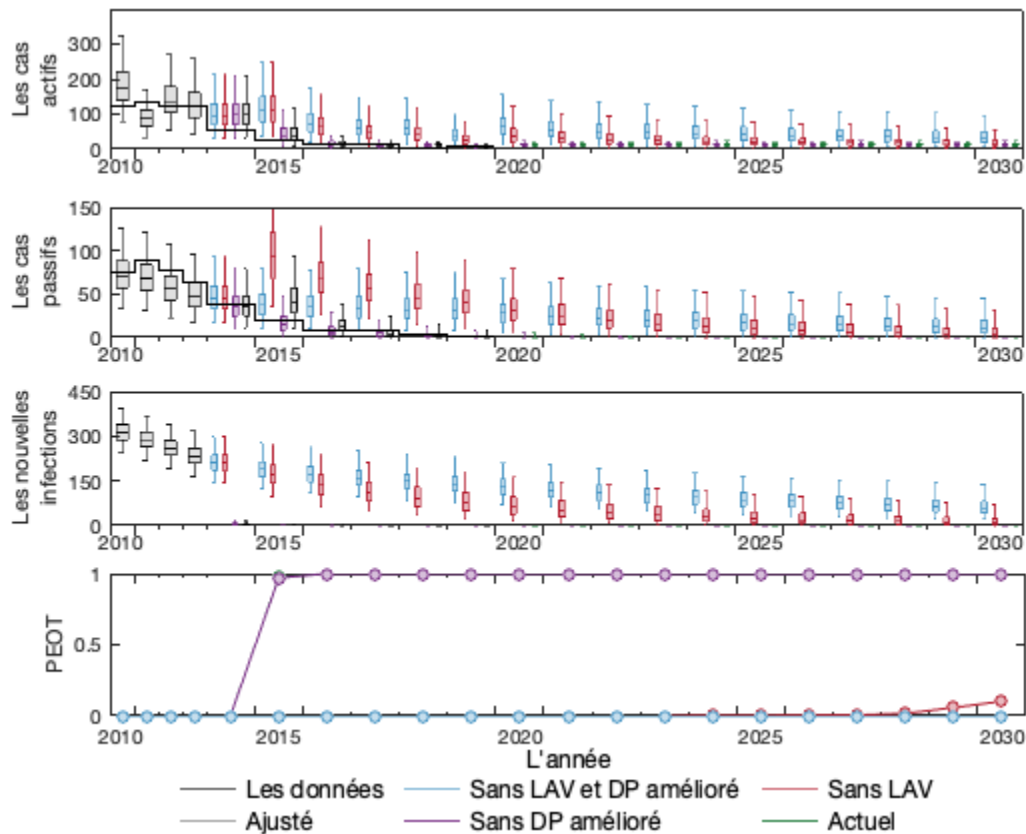 Les cas
actifs
300
200
100
0
2010
2015
2020
2025
2030
Les cas
passifs
150
100
50
0
2010
2015
2020
2025
2030
Les nouvelles
infections
450
300
150
0
2010
2015
2020
2025
2030
PEOT
1
0.5
0
2010
2015
2020
2025
2030
L'année
Les données
Sans LAV et DP amélioré
Sans LAV
Ajusté
Sans DP amélioré
Actuel